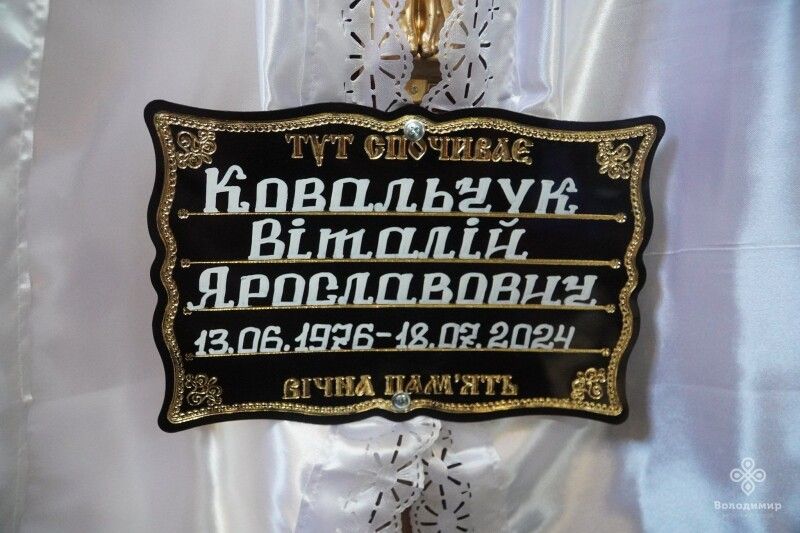 ТУТ СПОЧИВАЄ
Ковальчук
Віталій
Ярославович
13.06.1976-18.07.2024
ВІЧНА ПАМ'ЯТЬ
Володимир